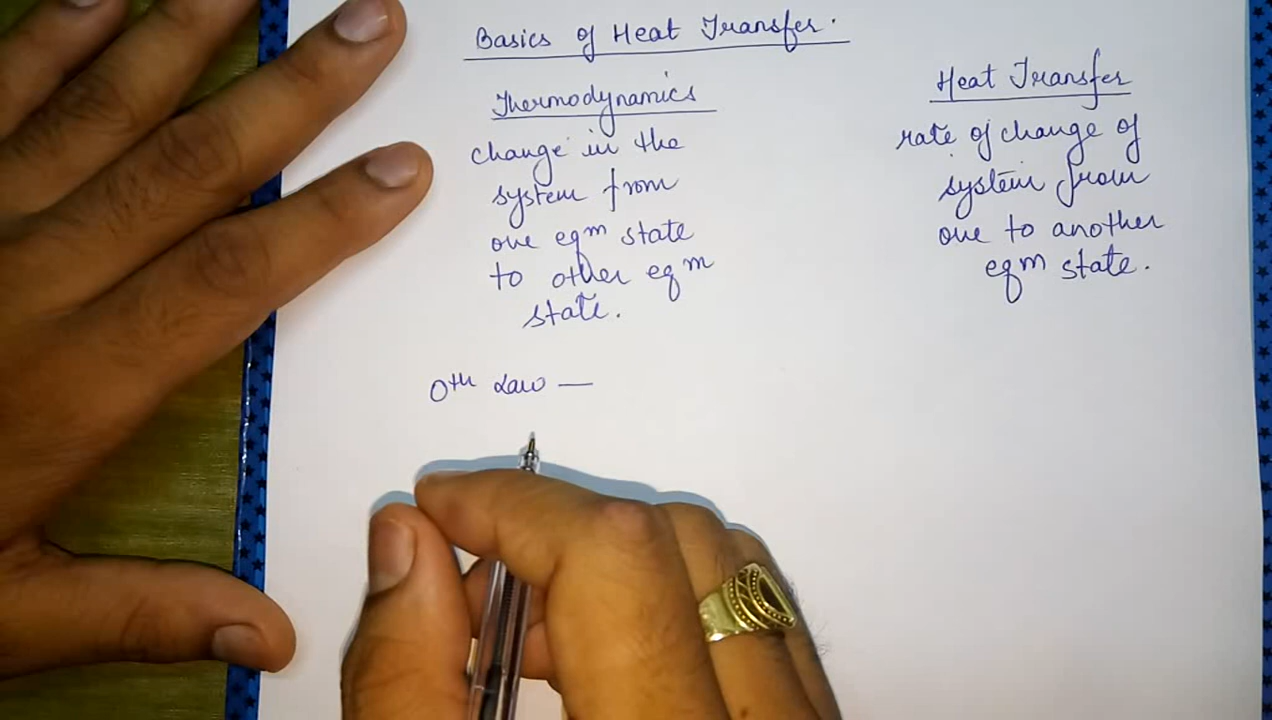 Basics of Heat Transfer.
Thermodynamics
change in the
system from
one eqm state
to other eqm
state.
Heat Transfer
rate of change of
system from
one to another
eqm state.
0th Law —